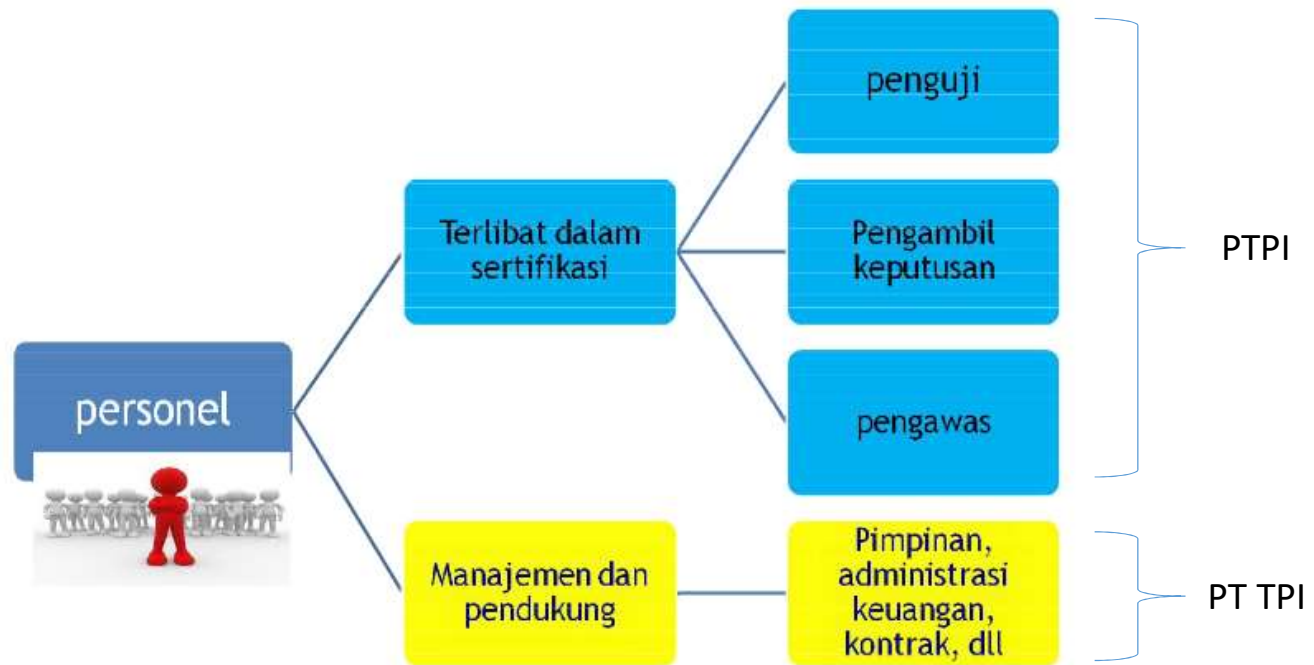 penguji
Terlibat dalam
sertifikasi
Pengambil
keputusan
PTPI
personel
pengawas
Manajemen dan
pendukung
Pimpinan,
administrasi
keuangan,
kontrak, dll
PT TPI